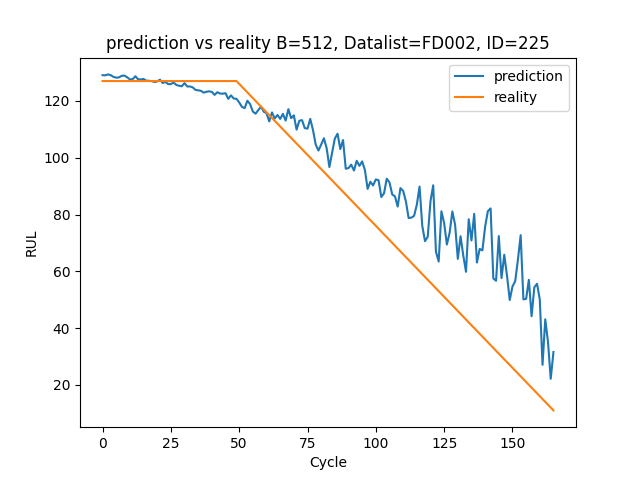 prediction vs reality B=512, Datalist=FD002, ID=225
prediction
reality
120
100
80
60
40
20
RUL
0 25 50 75 100 125 150
Cycle